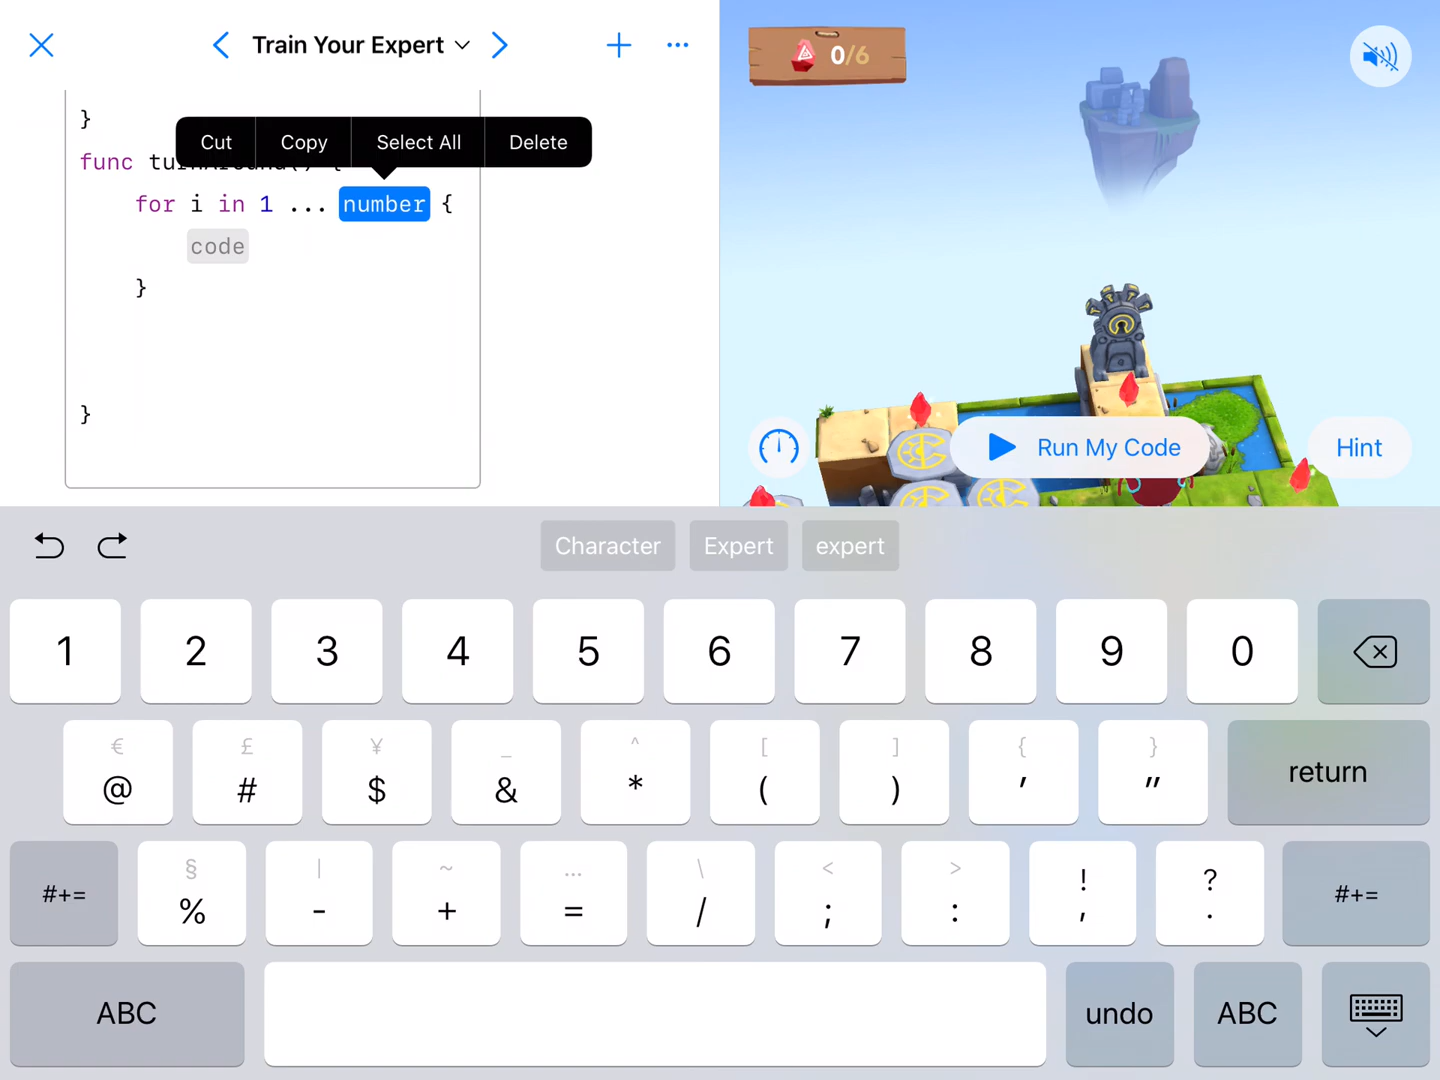 Train Your Expert
0/6
}
Cut Copy Select All Delete
func {
for i in 1 ... number {
code
}
}
Run My Code
Hint
Character Expert expert
1 2 3 4 5 6 7 8 9 0
€ £ ¥ _ ^ [ ] { }
@ # $ & * ( ) ' " return
§ | ~ ... \ < > ! ?
#+= % - + = / ; : , . #+=
ABC undo ABC